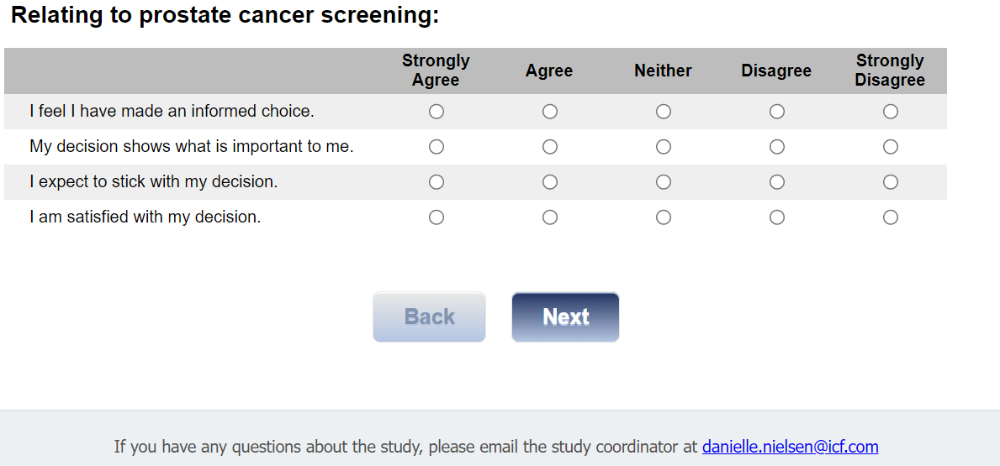 Relating to prostate cancer screening:
Strongly Agree Agree Neither Disagree Strongly Disagree
I feel I have made an informed choice.
My decision shows what is important to me.
I expect to stick with my decision.
I am satisfied with my decision.
Back Next
If you have any questions about the study, please email the study coordinator at danielle.nielsen@icf.com